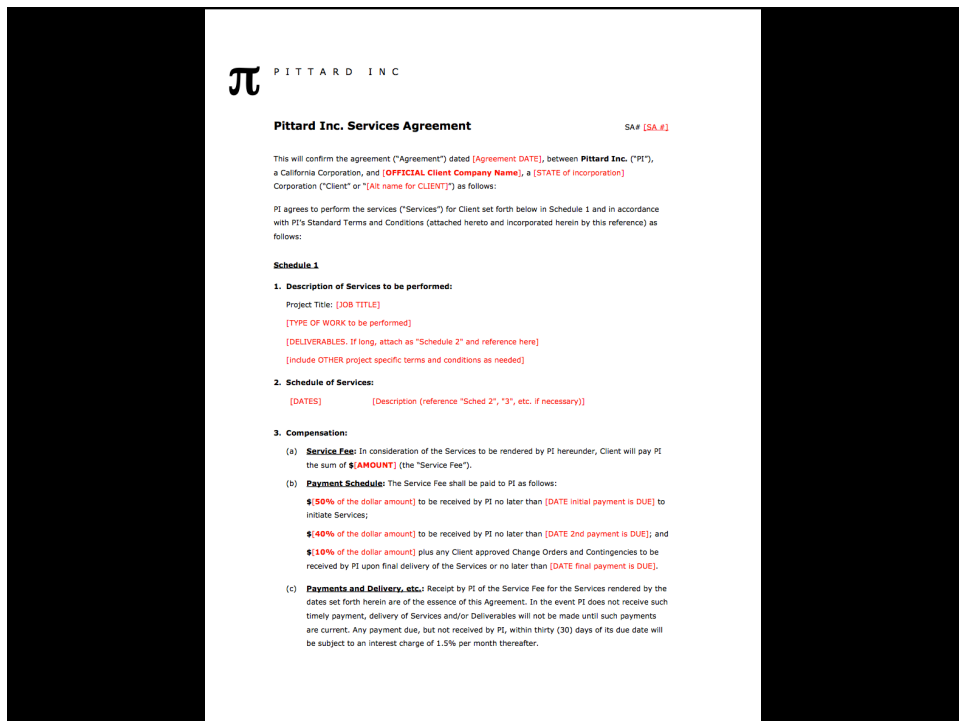 π PITTARD INC
Pittard Inc. Services Agreement SA# [SA #]
This will confirm the agreement (“Agreement”) dated [Agreement DATE], between Pittard Inc. (“PI”),
a California Corporation, and [OFFICIAL Client Company Name], a [STATE of incorporation]
Corporation (“Client” or “[Alt name for CLIENT]”) as follows:
PI agrees to perform the services (“Services”) for Client set forth below in Schedule 1 and in accordance
with PI’s Standard Terms and Conditions (attached hereto and incorporated herein by this reference) as
follows:
Schedule 1
1. Description of Services to be performed:
Project Title: [JOB TITLE]
[TYPE OF WORK to be performed]
[DELIVERABLES. If long, attach as "Schedule 2" and reference here]
[include OTHER project specific terms and conditions as needed]
2. Schedule of Services:
[DATES] [Description (reference "Sched 2", "3", etc. if necessary)]
3. Compensation:
(a) Service Fee: In consideration of the Services to be rendered by PI hereunder, Client will pay PI
the sum of $[AMOUNT] (the “Service Fee”).
(b) Payment Schedule: The Service Fee shall be paid to PI as follows:
$[50% of the dollar amount] to be received by PI no later than [DATE initial payment is DUE] to
initiate Services;
$[40% of the dollar amount] to be received by PI no later than [DATE 2nd payment is DUE]; and
$[10% of the dollar amount] plus any Client approved Change Orders and Contingencies to be
received by PI upon final delivery of the Services or no later than [DATE final payment is DUE].
(c) Payments and Delivery, etc.: Receipt by PI of the Service Fee for the Services rendered by the
dates set forth herein are of the essence of this Agreement. In the event PI does not receive such
timely payment, delivery of Services and/or Deliverables will not be made until such payments
are current. Any payment due, but not received by PI, within thirty (30) days of its due date will
be subject to an interest charge of 1.5% per month thereafter.